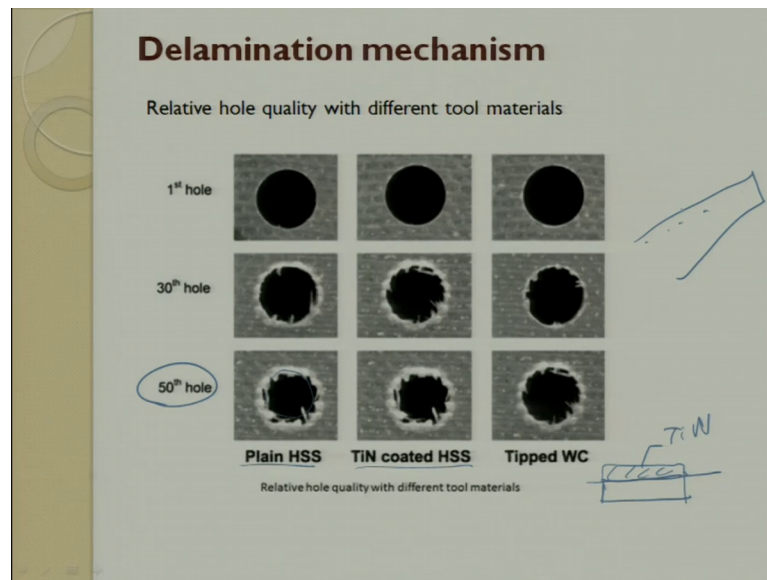 Delamination mechanism
Relative hole quality with different tool materials
1st hole
30th hole
50th hole
TiN
Plain HSS TiN coated HSS Tipped WC
Relative hole quality with different tool materials